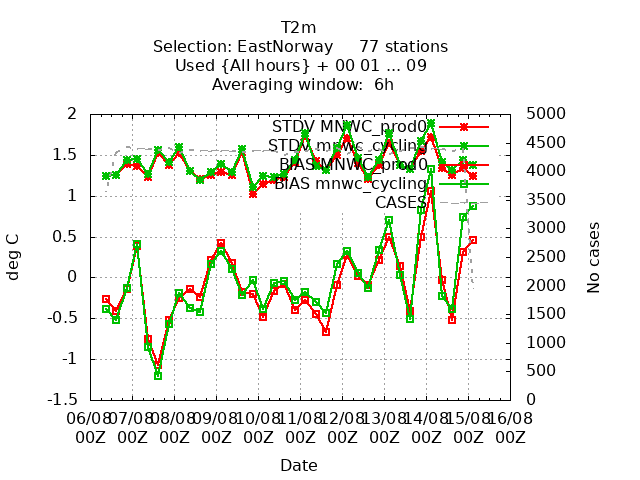 T2m
Selection: EastNorway 77 stations
Used {All hours} + 00 01 ... 09
Averaging window: 6h
2
1.5
1
0.5
0
-0.5
-1
-1.5
deg C
5000
4500
4000
3500
3000
2500
2000
1500
1000
500
0
No cases
STDV MNWC_prod0
STDV mnwc_cycling
BIAS MNWC_prod0
BIAS mnwc_cycling
CASES
06/08 07/08 08/08 09/08 10/08 11/08 12/08 13/08 14/08 15/08 16/08
00Z 00Z 00Z 00Z 00Z 00Z 00Z 00Z 00Z 00Z 00Z
Date